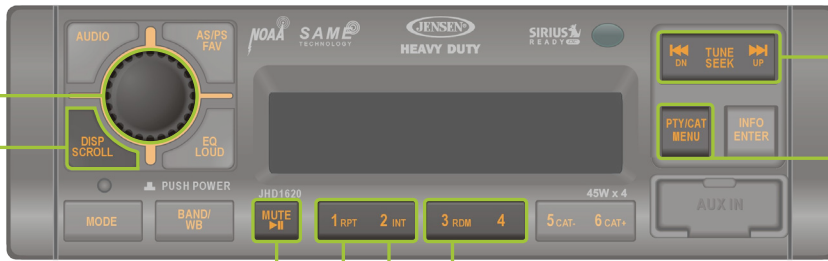 AUDIO
AS/PS
FAV
NOAA
SAME
TECHNOLOGY
JENSEN®
HEAVY DUTY
SIRIUS
READY
DN
TUNE
SEEK
UP
DISP
SCROLL
EQ
LOUD
PTY/CAT
MENU
INFO
ENTER
PUSH POWER
JHD1620
45W x 4
AUX IN
MODE
BAND/
WB
MUTE
1 RPT
2 INT
3 RDM
4
5 CAT-
6 CAT+